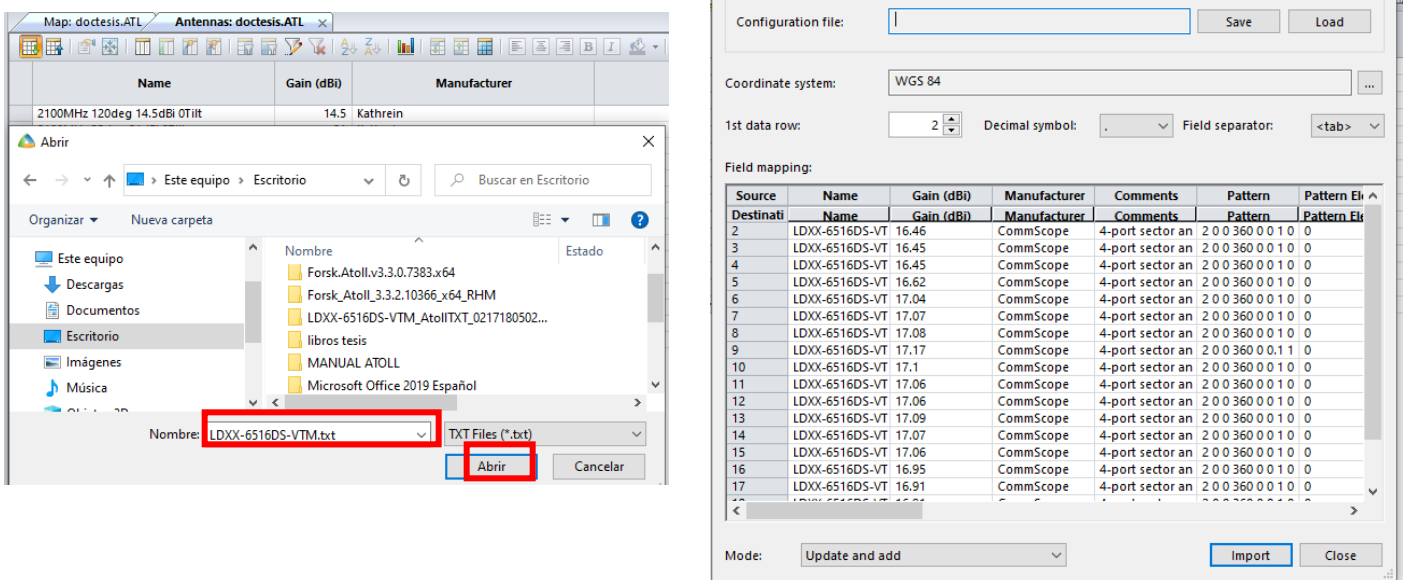 Map: doctesis.ATL Antennas: doctesis.ATL ×
Name Gain (dBi) Manufacturer
2100MHz 120deg 14.5dBi 0Tilt 14.5 Kathrein
Abrir
Este equipo > Escritorio
Buscar en Escritorio
Organizar Nueva carpeta
Este equipo
Descargas
Documentos
Escritorio
Imágenes
Música
Nombre Estado
Forsk.Atoll.v3.3.0.7383.x64
Forsk_Atoll_3.3.2.10366_x64_RHM
LDXX-6516DS-VTM_AtollTXT_0217180502...
libros tesis
MANUAL ATOLL
Microsoft Office 2019 Español
Nombre: LDXX-6516DS-VTM.txt TXT Files (*.txt)
Abrir Cancelar
Configuration file: Save Load
Coordinate system: WGS 84 ...
1st data row: 2 Decimal symbol: . Field separator: <tab>
Field mapping:
Source Name Gain (dBi) Manufacturer Comments Pattern Pattern Ele
Destinati Name Gain (dBi) Manufacturer Comments Pattern Pattern Ele
2 LDXX-6516DS-VT 16.46 CommScope 4-port sector an 2 0 0 360 0 0 1 0 0
3 LDXX-6516DS-VT 16.45 CommScope 4-port sector an 2 0 0 360 0 0 1 0 0
4 LDXX-6516DS-VT 16.45 CommScope 4-port sector an 2 0 0 360 0 0 1 0 0
5 LDXX-6516DS-VT 16.62 CommScope 4-port sector an 2 0 0 360 0 0 1 0 0
6 LDXX-6516DS-VT 17.04 CommScope 4-port sector an 2 0 0 360 0 0 1 0 0
7 LDXX-6516DS-VT 17.07 CommScope 4-port sector an 2 0 0 360 0 0 1 0 0
8 LDXX-6516DS-VT 17.08 CommScope 4-port sector an 2 0 0 360 0 0 1 0 0
9 LDXX-6516DS-VT 17.17 CommScope 4-port sector an 2 0 0 360 0 0.1 1 0
10 LDXX-6516DS-VT 17.1 CommScope 4-port sector an 2 0 0 360 0 0 1 0 0
11 LDXX-6516DS-VT 17.06 CommScope 4-port sector an 2 0 0 360 0 0 1 0 0
12 LDXX-6516DS-VT 17.06 CommScope 4-port sector an 2 0 0 360 0 0 1 0 0
13 LDXX-6516DS-VT 17.09 CommScope 4-port sector an 2 0 0 360 0 0 1 0 0
14 LDXX-6516DS-VT 17.07 CommScope 4-port sector an 2 0 0 360 0 0 1 0 0
15 LDXX-6516DS-VT 17.06 CommScope 4-port sector an 2 0 0 360 0 0 1 0 0
16 LDXX-6516DS-VT 16.95 CommScope 4-port sector an 2 0 0 360 0 0 1 0 0
17 LDXX-6516DS-VT 16.91 CommScope 4-port sector an 2 0 0 360 0 0 1 0 0
Mode: Update and add Import Close